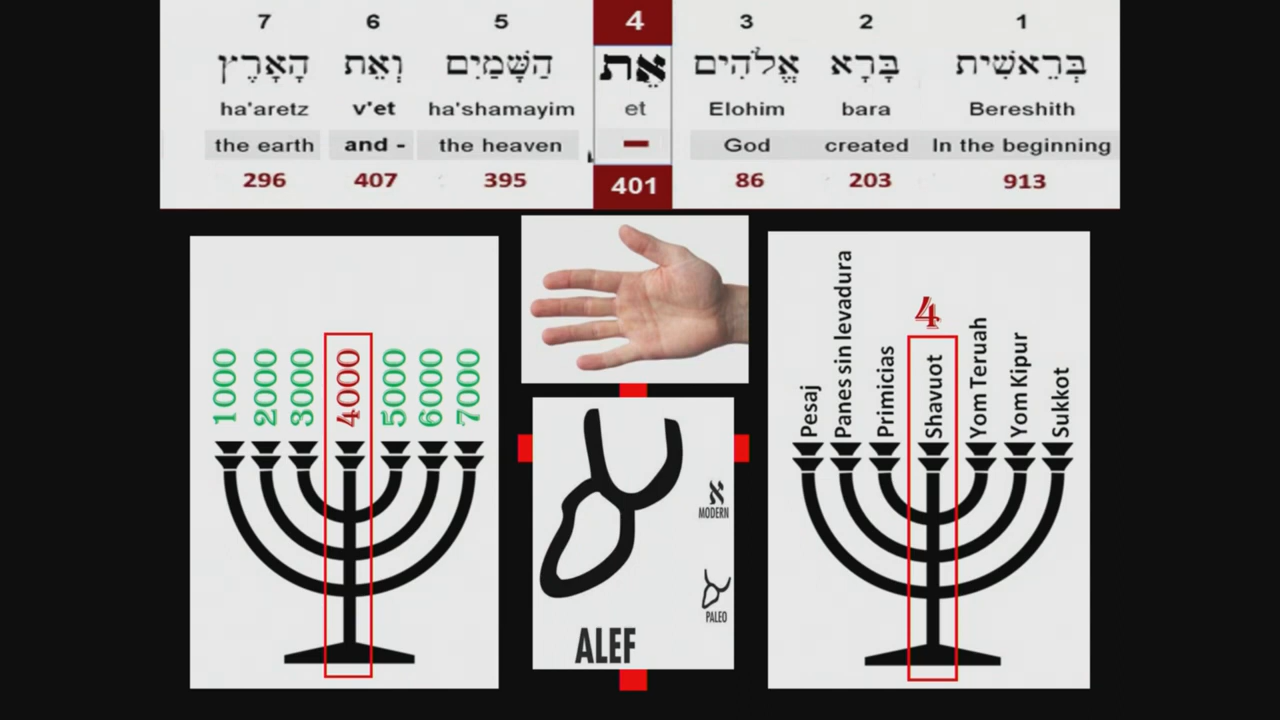 7 6 5 4 3 2 1
בְּרֵאשִׁית בָּרָא אֱלֹהִים אֵת הַשָּׁמַיִם וְאֵת הָאָרֶץ
ha'aretz v'et ha'shamayim et Elohim bara Bereshith
the earth and - the heaven – God created In the beginning
296 407 395 401 86 203 913
1000
2000
3000
4000
5000
6000
7000
א
MODERN
PALEO
ALEF
4
Pesaj
Panes sin levadura
Primicias
Shavuot
Yom Teruah
Yom Kipur
Sukkot